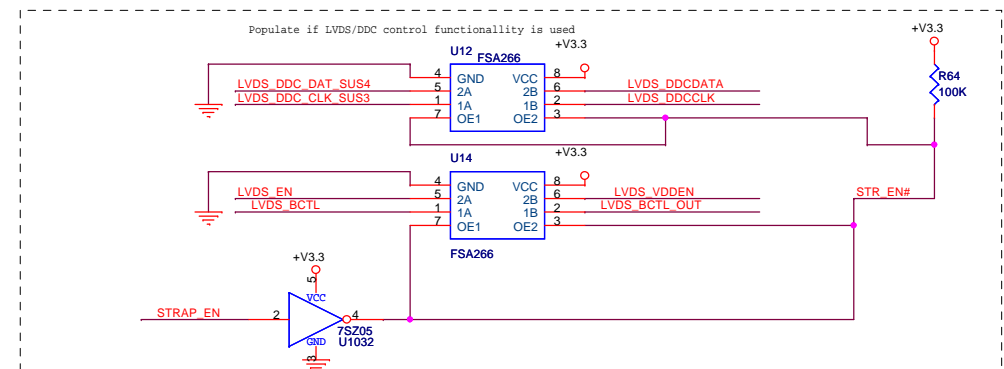 Populate if LVDS/DDC control functionallity is used
+V3.3
U12
FSA266
+V3.3
R64
100K
4 GND VCC 8
LVDS_DDC_DAT_SUS4 5 2A 2B 6 LVDS_DDCDATA
LVDS_DDC_CLK_SUS3 1 1A 1B 2 LVDS_DDCCLK
7 OE1 OE2 3
U14
+V3.3
4 GND VCC 8
LVDS_EN 5 2A 2B 6 LVDS_VDDEN STR_EN#
LVDS_BCTL 1 1A 1B 2 LVDS_BCTL_OUT
7 OE1 OE2 3
FSA266
+V3.3
5
VCC
STRAP_EN 2 4
7SZ05
GND U1032
3